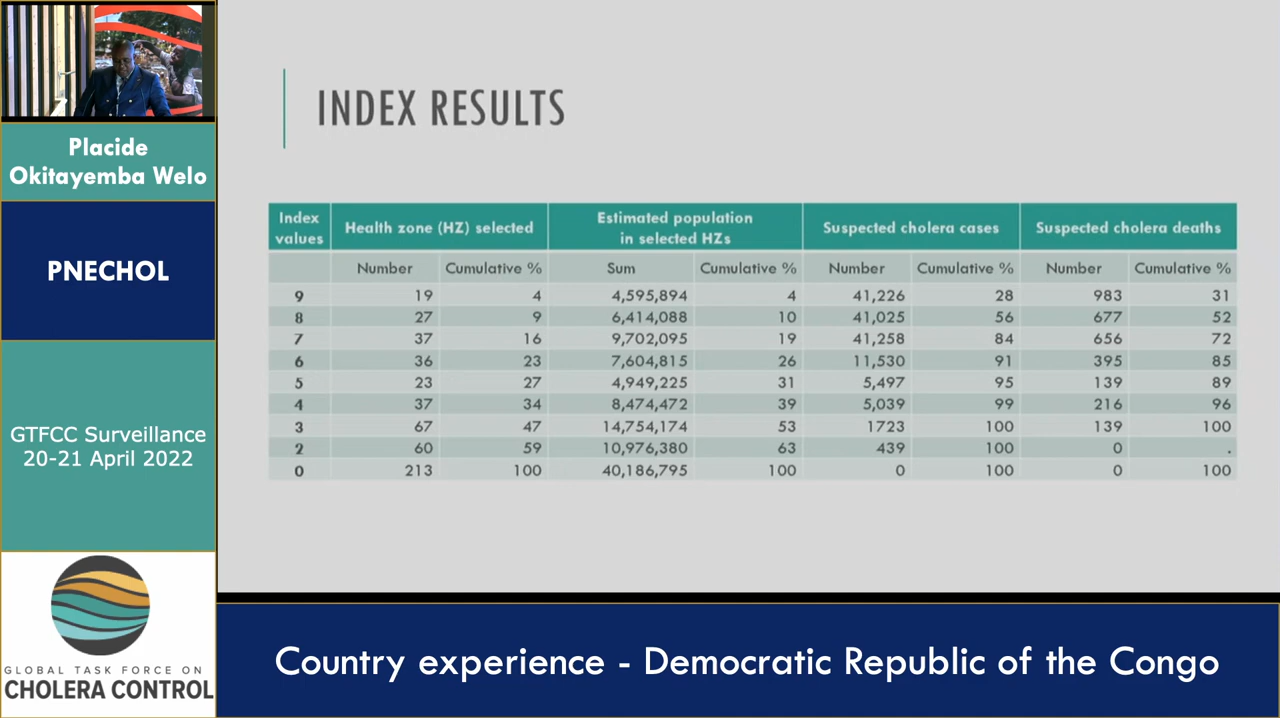 Placide
Okitayemba Welo
PNECHOL
GTFCC Surveillance
20-21 April 2022
GLOBAL TASK FORCE ON
CHOLERA CONTROL
INDEX RESULTS
Index values Health zone (HZ) selected Estimated population in selected HZs Suspected cholera cases Suspected cholera deaths
Number Cumulative % Sum Cumulative % Number Cumulative % Number Cumulative %
9 19 4 4,595,894 4 41,226 28 983 31
8 27 9 6,414,088 10 41,025 56 677 52
7 37 16 9,702,095 19 41,258 84 656 72
6 36 23 7,604,815 26 11,530 91 395 85
5 23 27 4,949,225 31 5,497 95 139 89
4 37 34 8,474,472 39 5,039 99 216 96
3 67 47 14,754,174 53 1723 100 139 100
2 60 59 10,976,380 63 439 100 0 .
0 213 100 40,186,795 100 0 100 0 100
Country experience - Democratic Republic of the Congo